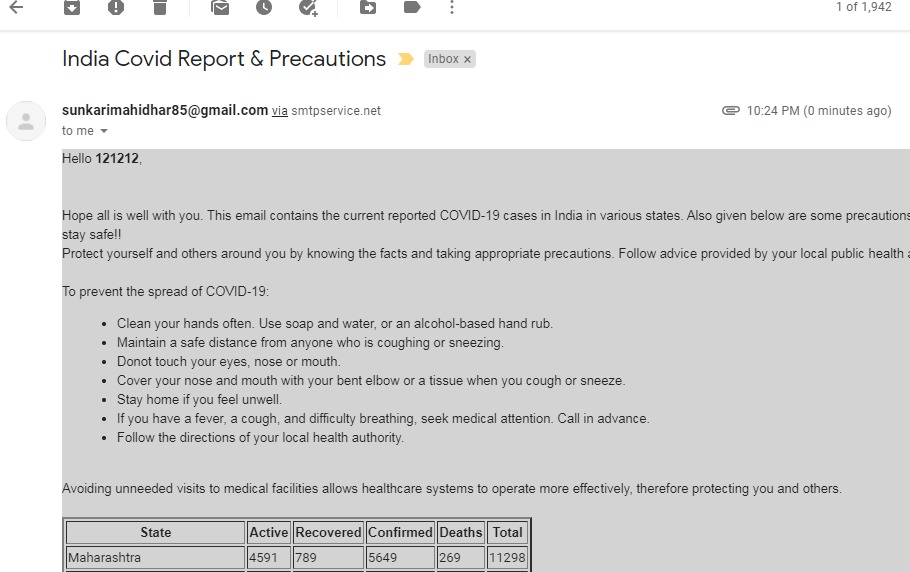 1 of 1,942
India Covid Report & Precautions Inbox ×
sunkarimahidhar85@gmail.com via smtpservice.net 10:24 PM (0 minutes ago)
to me
Hello 121212,
Hope all is well with you. This email contains the current reported COVID-19 cases in India in various states. Also given below are some precautions
stay safe!!
Protect yourself and others around you by knowing the facts and taking appropriate precautions. Follow advice provided by your local public health
To prevent the spread of COVID-19:
• Clean your hands often. Use soap and water, or an alcohol-based hand rub.
• Maintain a safe distance from anyone who is coughing or sneezing.
• Donot touch your eyes, nose or mouth.
• Cover your nose and mouth with your bent elbow or a tissue when you cough or sneeze.
• Stay home if you feel unwell.
• If you have a fever, a cough, and difficulty breathing, seek medical attention. Call in advance.
• Follow the directions of your local health authority.
Avoiding unneeded visits to medical facilities allows healthcare systems to operate more effectively, therefore protecting you and others.
State Active Recovered Confirmed Deaths Total
Maharashtra 4591 789 5649 269 11298